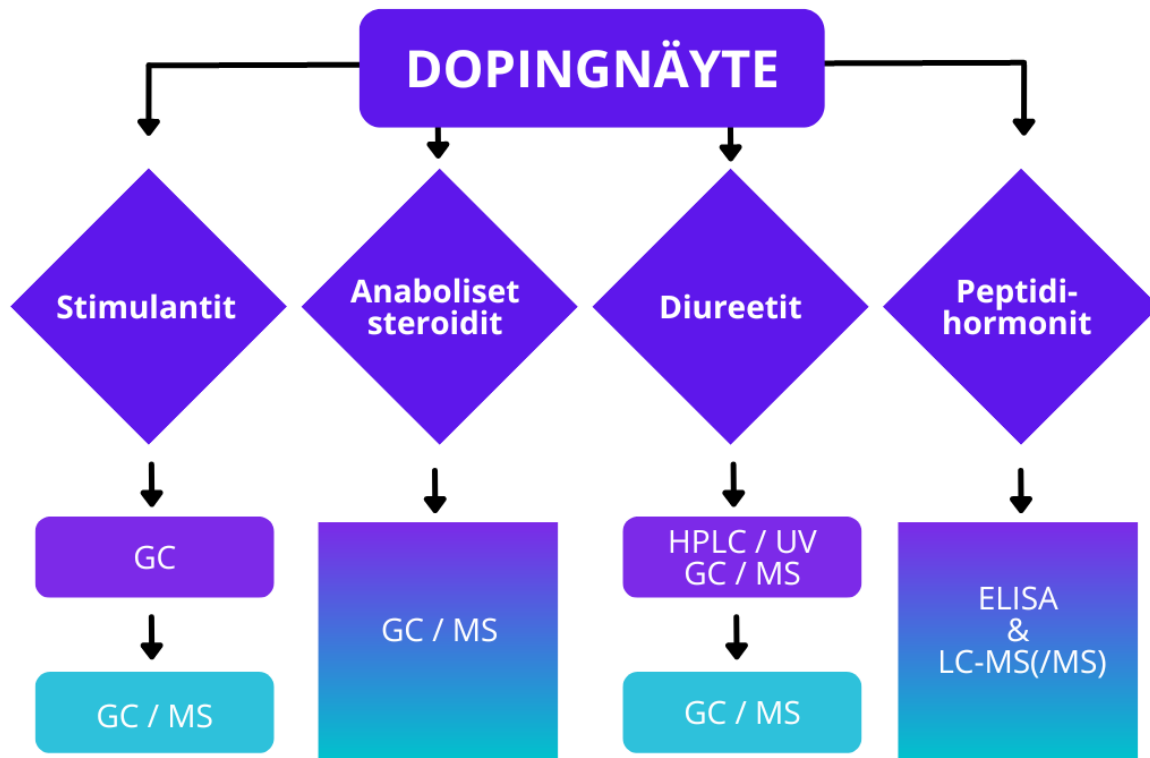 DOPINGNÄYTE
Stimulantit
Anaboliset
steroidit
Diureetit
Peptidi-
hormonit
GC
GC / MS
GC / MS
HPLC / UV
GC / MS
GC / MS
ELISA
&
LC-MS(/MS)